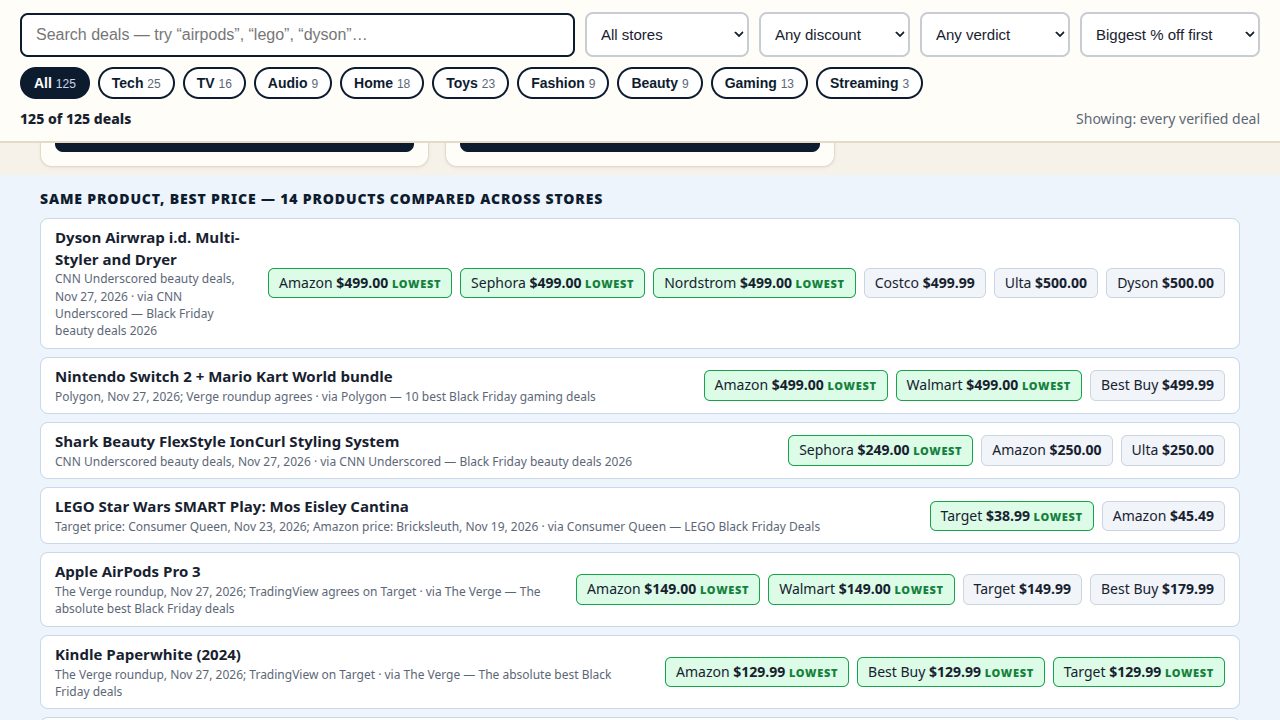 Search deals — try “airpods”, “lego”, “dyson”…
All stores
Any discount
Any verdict
Biggest % off first
All 125
Tech 25
TV 16
Audio 9
Home 18
Toys 23
Fashion 9
Beauty 9
Gaming 13
Streaming 3
125 of 125 deals
Showing: every verified deal
SAME PRODUCT, BEST PRICE — 14 PRODUCTS COMPARED ACROSS STORES
Dyson Airwrap i.d. Multi-
Styler and Dryer
CNN Underscored beauty deals,
Nov 27, 2026 · via CNN
Underscored — Black Friday
beauty deals 2026
Amazon $499.00 LOWEST
Sephora $499.00 LOWEST
Nordstrom $499.00 LOWEST
Costco $499.99
Ulta $500.00
Dyson $500.00
Nintendo Switch 2 + Mario Kart World bundle
Polygon, Nov 27, 2026; Verge roundup agrees · via Polygon — 10 best Black Friday gaming deals
Amazon $499.00 LOWEST
Walmart $499.00 LOWEST
Best Buy $499.99
Shark Beauty FlexStyle IonCurl Styling System
CNN Underscored beauty deals, Nov 27, 2026 · via CNN Underscored — Black Friday beauty deals 2026
Sephora $249.00 LOWEST
Amazon $250.00
Ulta $250.00
LEGO Star Wars SMART Play: Mos Eisley Cantina
Target price: Consumer Queen, Nov 23, 2026; Amazon price: Bricksleuth, Nov 19, 2026 · via Consumer Queen — LEGO Black Friday Deals
Target $38.99 LOWEST
Amazon $45.49
Apple AirPods Pro 3
The Verge roundup, Nov 27, 2026; TradingView agrees on Target · via The Verge — The
absolute best Black Friday deals
Amazon $149.00 LOWEST
Walmart $149.00 LOWEST
Target $149.99
Best Buy $179.99
Kindle Paperwhite (2024)
The Verge roundup, Nov 27, 2026; TradingView on Target · via The Verge — The absolute best Black
Friday deals
Amazon $129.99 LOWEST
Best Buy $129.99 LOWEST
Target $129.99 LOWEST